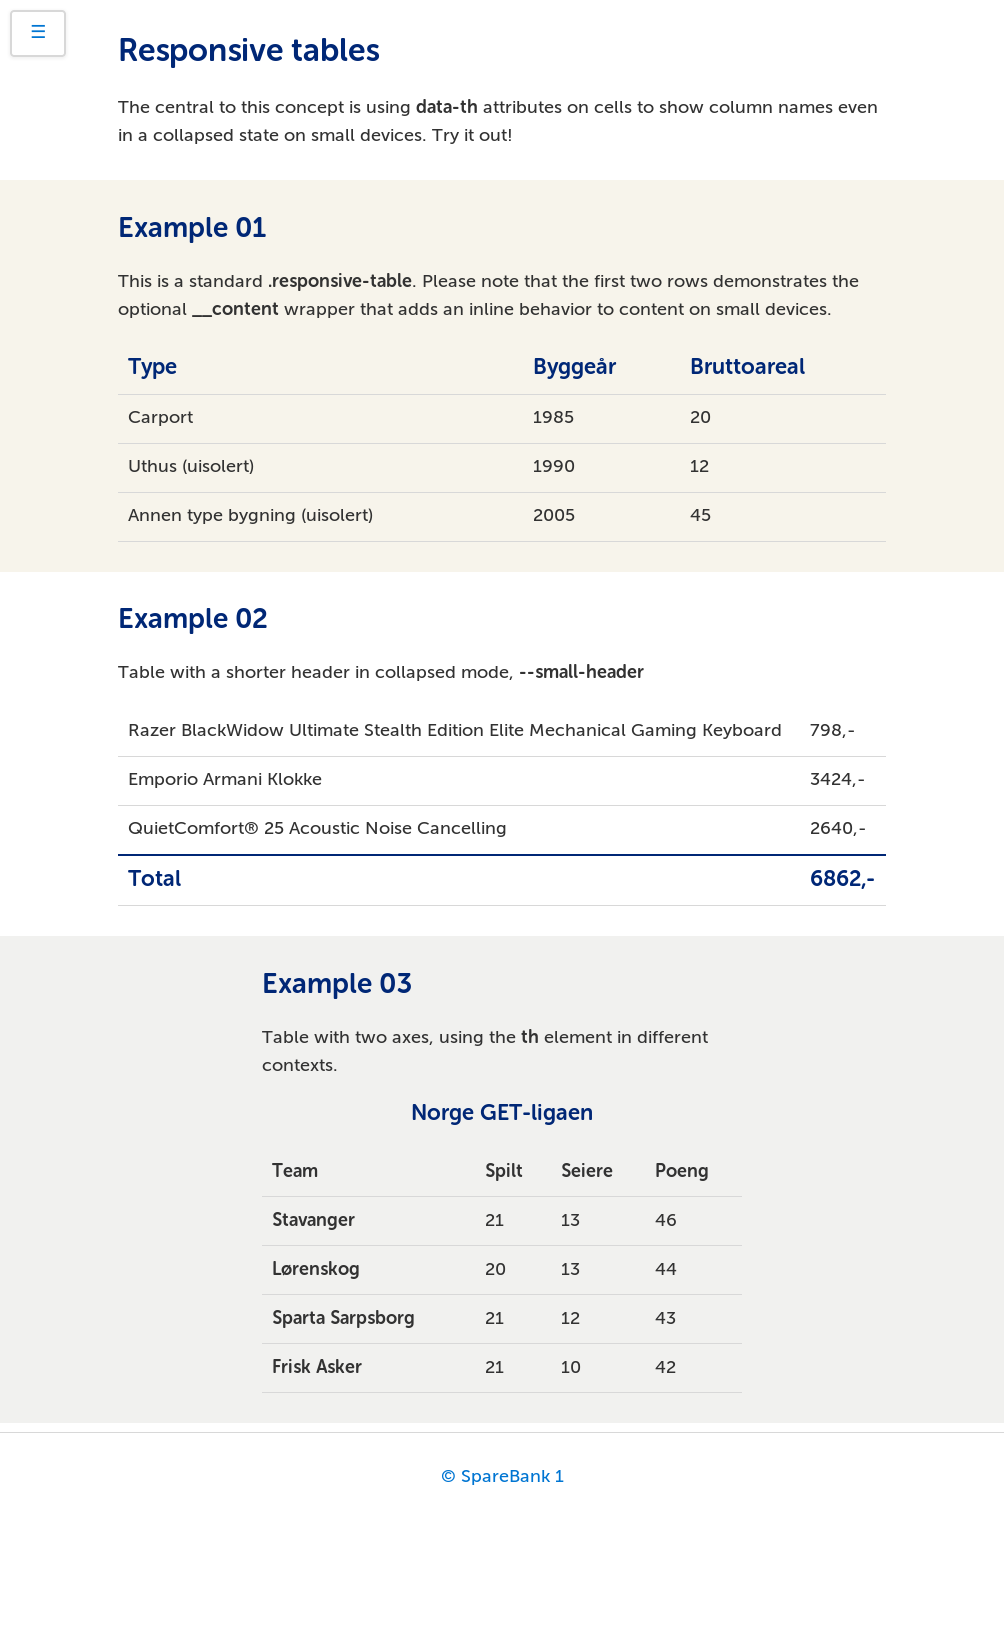 ☰
Responsive tables
The central to this concept is using data-th attributes on cells to show column names even
in a collapsed state on small devices. Try it out!
Example 01
This is a standard .responsive-table. Please note that the first two rows demonstrates the
optional __content wrapper that adds an inline behavior to content on small devices.
Type Byggeår Bruttoareal
Carport 1985 20
Uthus (uisolert) 1990 12
Annen type bygning (uisolert) 2005 45
Example 02
Table with a shorter header in collapsed mode, --small-header
Razer BlackWidow Ultimate Stealth Edition Elite Mechanical Gaming Keyboard 798,-
Emporio Armani Klokke 3424,-
QuietComfort® 25 Acoustic Noise Cancelling 2640,-
Total 6862,-
Example 03
Table with two axes, using the th element in different
contexts.
Norge GET-ligaen
Team Spilt Seiere Poeng
Stavanger 21 13 46
Lørenskog 20 13 44
Sparta Sarpsborg 21 12 43
Frisk Asker 21 10 42
© SpareBank 1